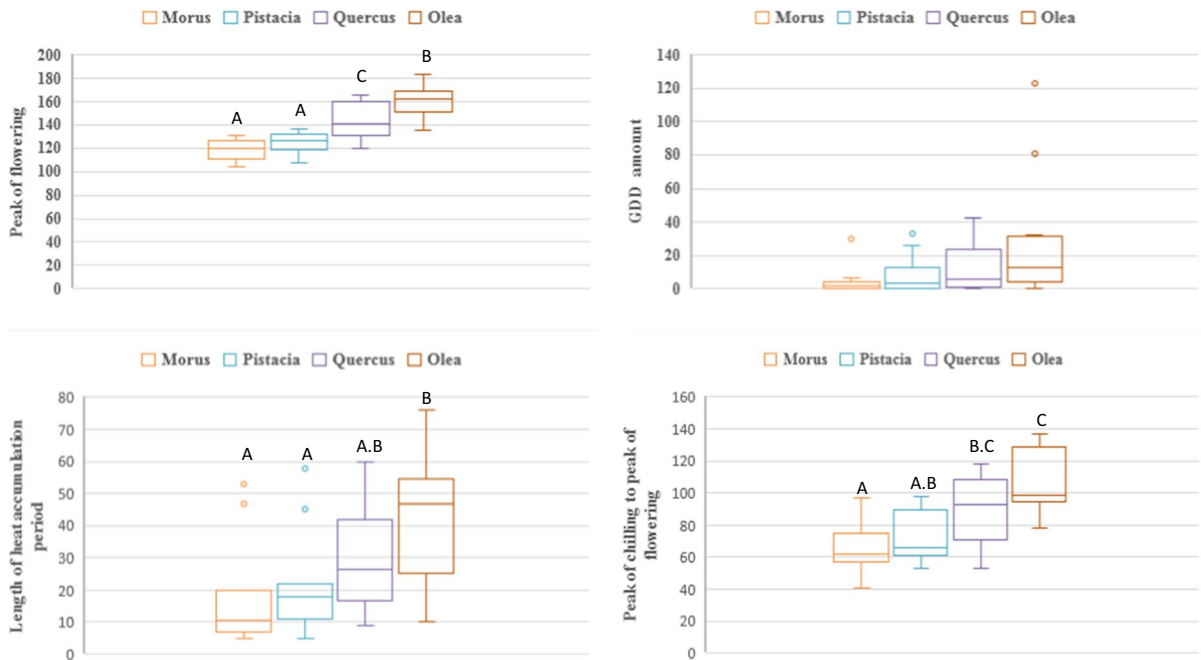 Morus Pistacia Quercus Olea
Peak of flowering
200
180
160
140
120
100
80
60
40
20
0
A
A
C
B
Morus Pistacia Quercus Olea
GDD amount
140
120
100
80
60
40
20
0
Morus Pistacia Quercus Olea
Length of heat accumulation
period
80
70
60
50
40
30
20
10
0
A
A
A.B
B
Morus Pistacia Quercus Olea
Peak of chilling to peak of
flowering
160
140
120
100
80
60
40
20
0
A
A.B
B.C
C